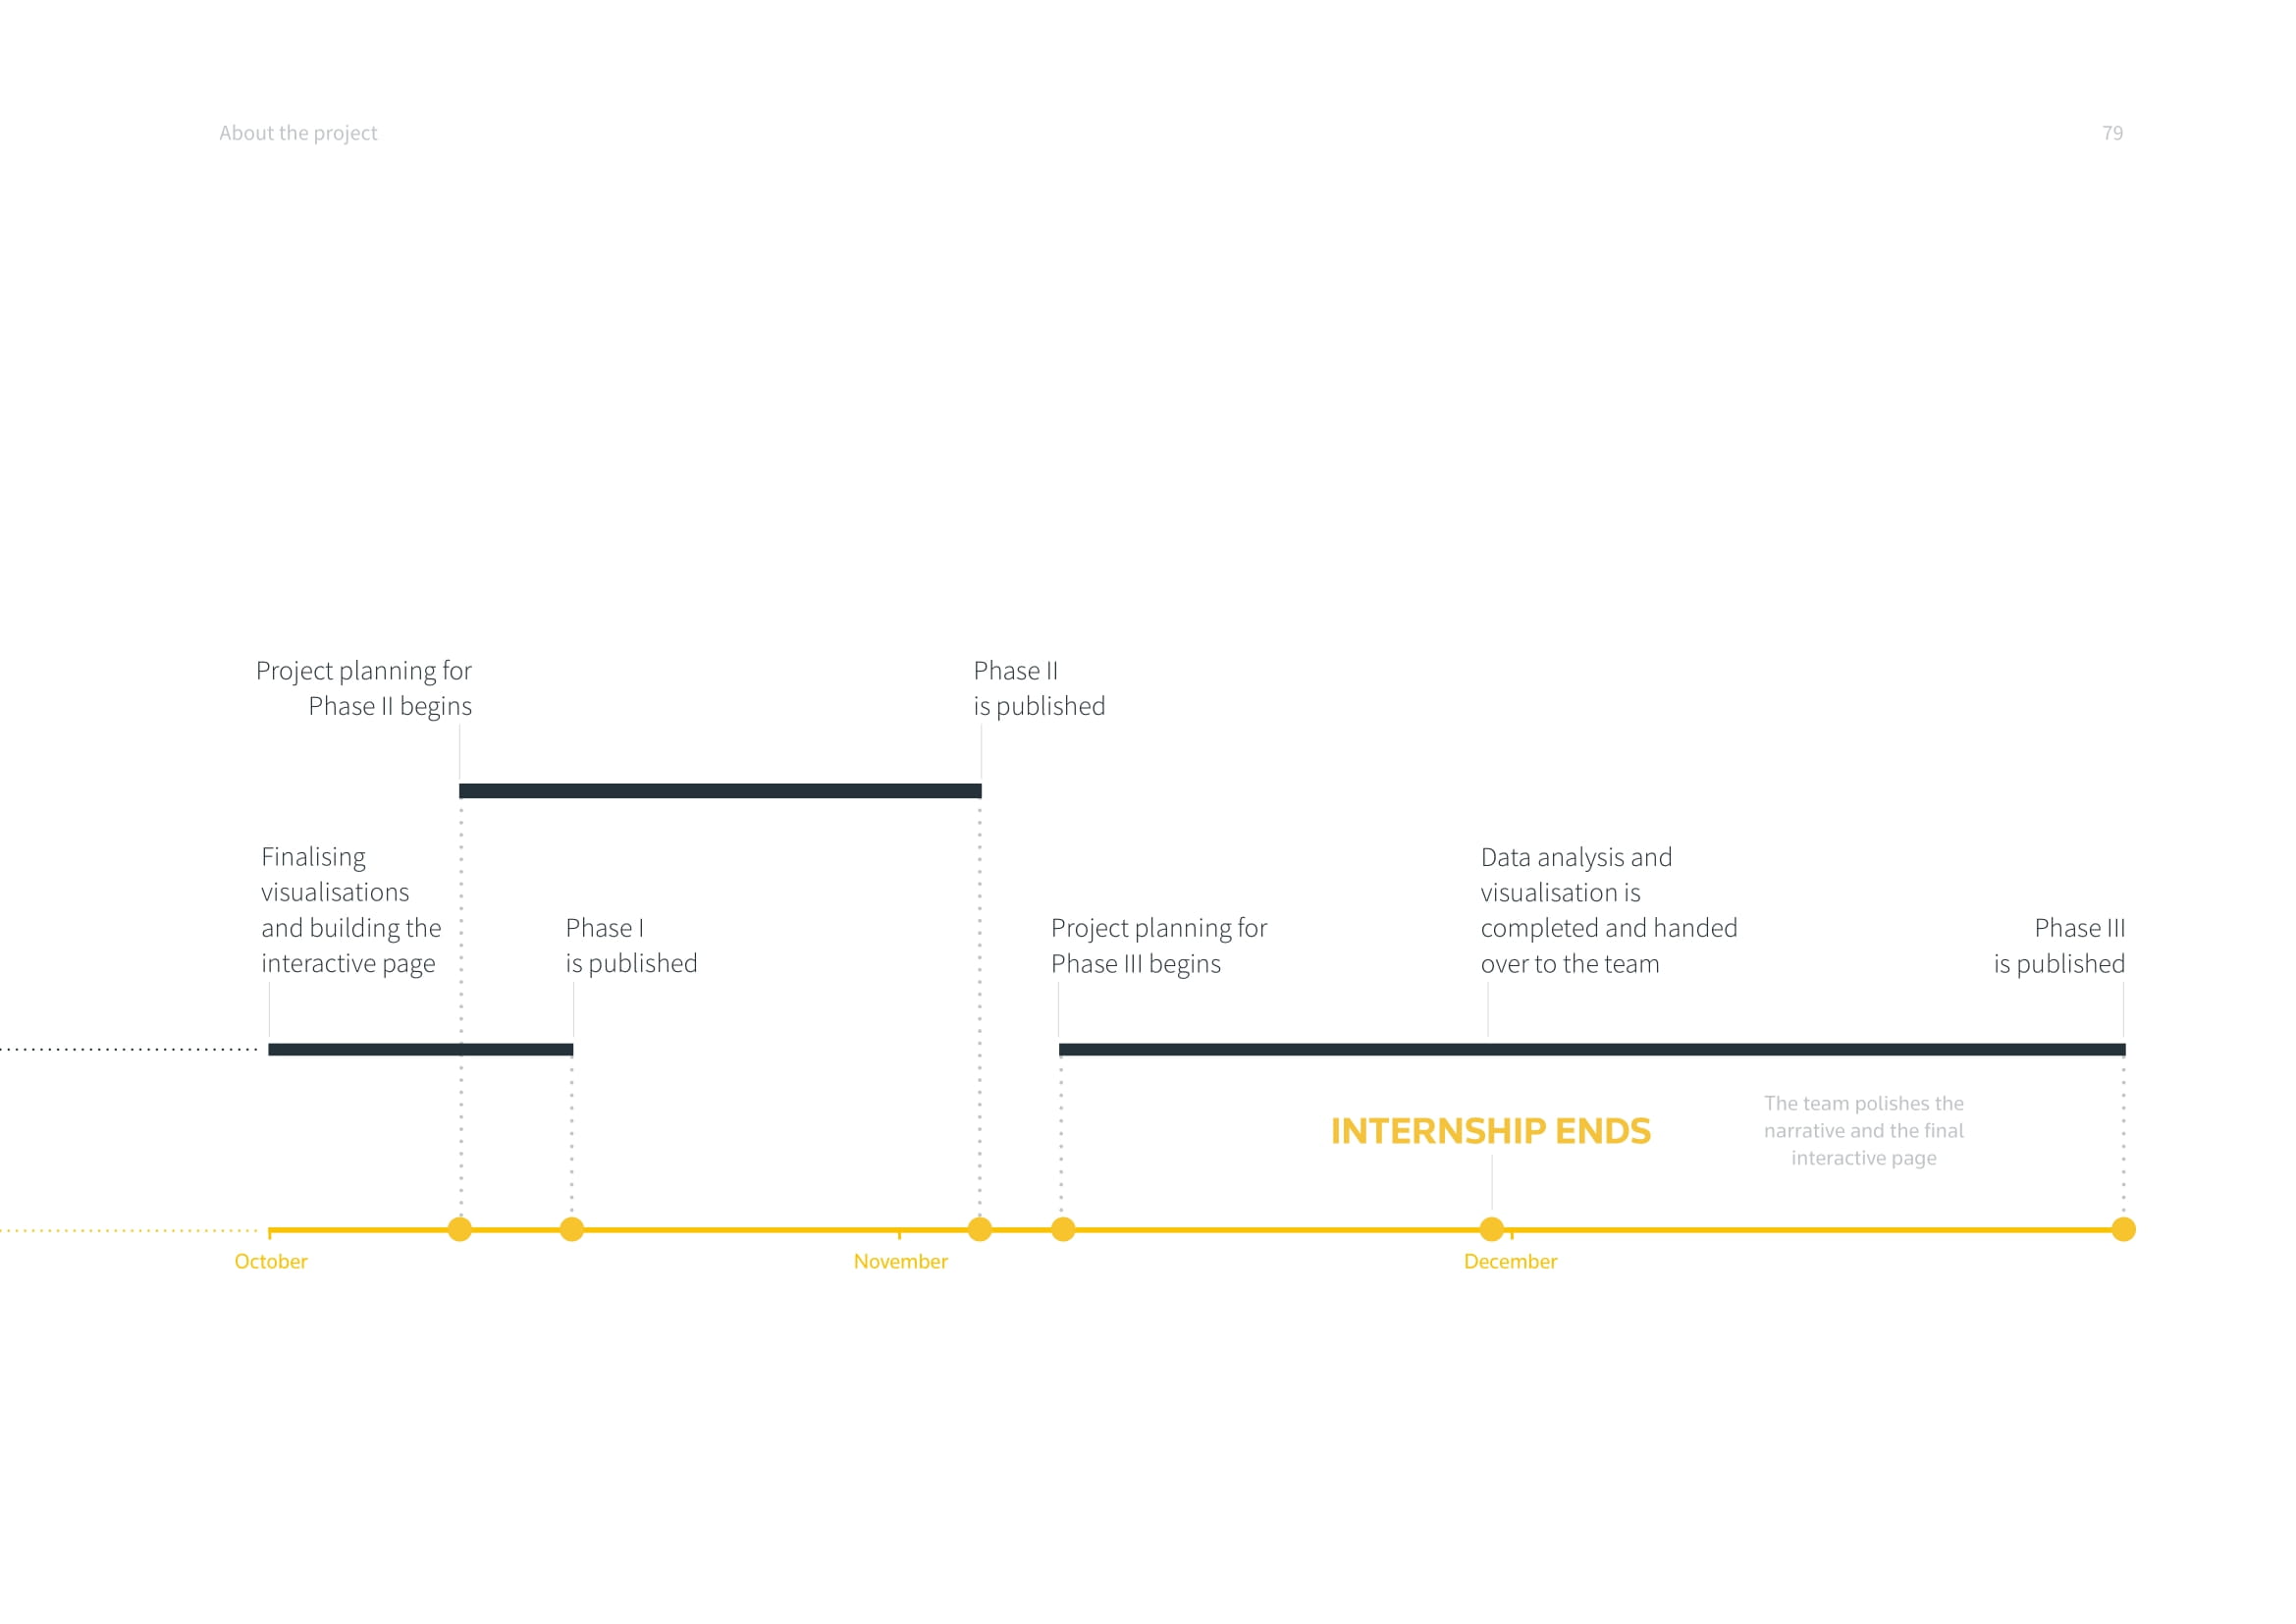 About the project
79
Project planning for
Phase II begins
Phase II
is published
Finalising
visualisations
and building the
interactive page
Phase I
is published
Project planning for
Phase III begins
Data analysis and
visualisation is
completed and handed
over to the team
Phase III
is published
INTERNSHIP ENDS
The team polishes the
narrative and the final
interactive page
October
November
December